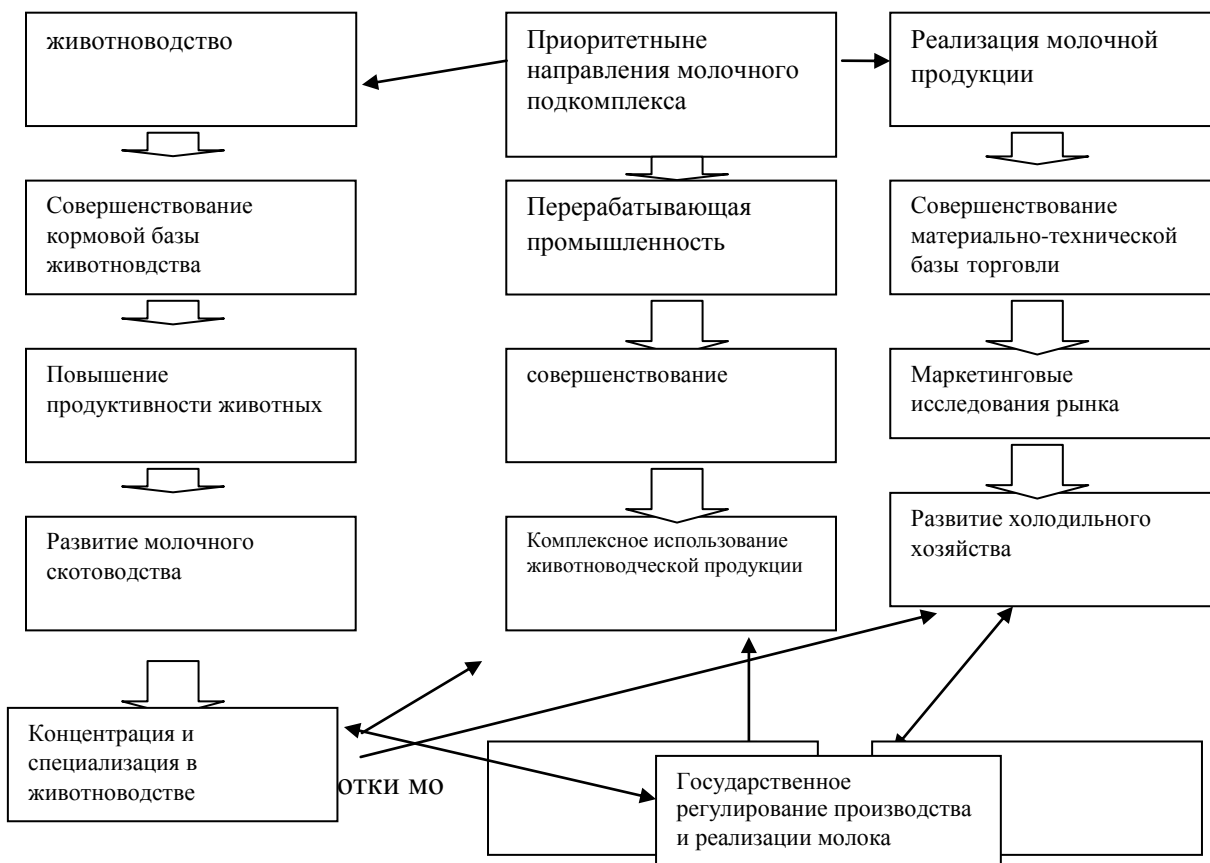 животноводство
Приоритетныне
направления молочного
подкомплекса
Реализация молочной
продукции
Совершенствование
кормовой базы
животновдства
Перерабатывающая
промышленность
Совершенствование
материально-технической
базы торговли
Повышение
продуктивности животных
совершенствование
Маркетинговые
исследования рынка
Развитие молочного
скотоводства
Комплексное использование
животноводческой продукции
Развитие холодильного
хозяйства
Концентрация и
специализация в
животноводстве
отки мо
Государственное
регулирование производства
и реализации молока